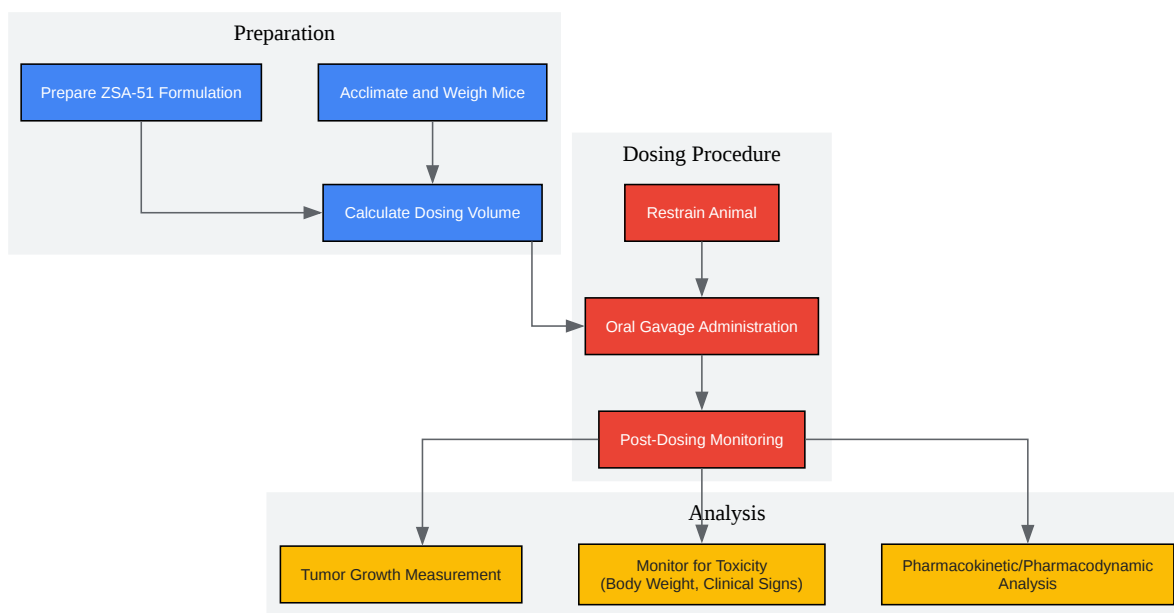 Preparation
Prepare ZSA-51 Formulation
Acclimate and Weigh Mice
Calculate Dosing Volume
Dosing Procedure
Restrain Animal
Oral Gavage Administration
Post-Dosing Monitoring
Analysis
Tumor Growth Measurement
Monitor for Toxicity
(Body Weight, Clinical Signs)
Pharmacokinetic/Pharmacodynamic
Analysis